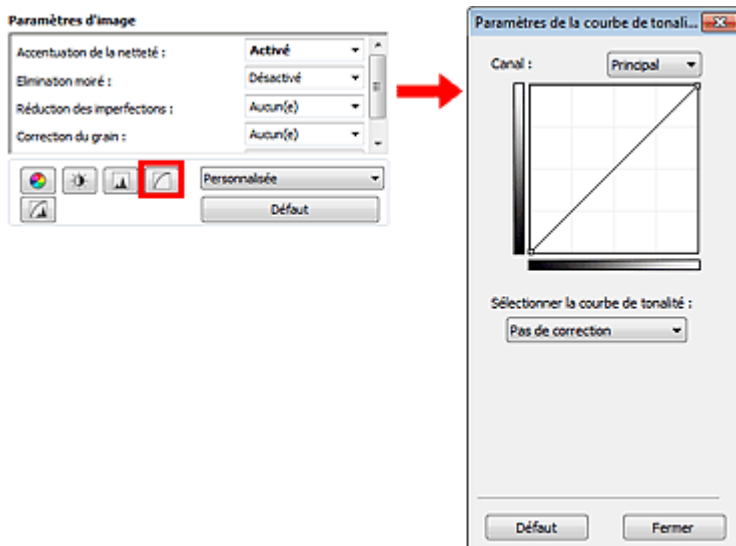 Paramètres d'image
Accentuation de la netteté : Activé
Elimination moiré : Désactivé
Réduction des imperfections : Aucun(e)
Correction du grain : Aucun(e)
Personnalisée
Défaut
Paramètres de la courbe de tonali...
Canal : Principal
Sélectionner la courbe de tonalité :
Pas de correction
Défaut Fermer